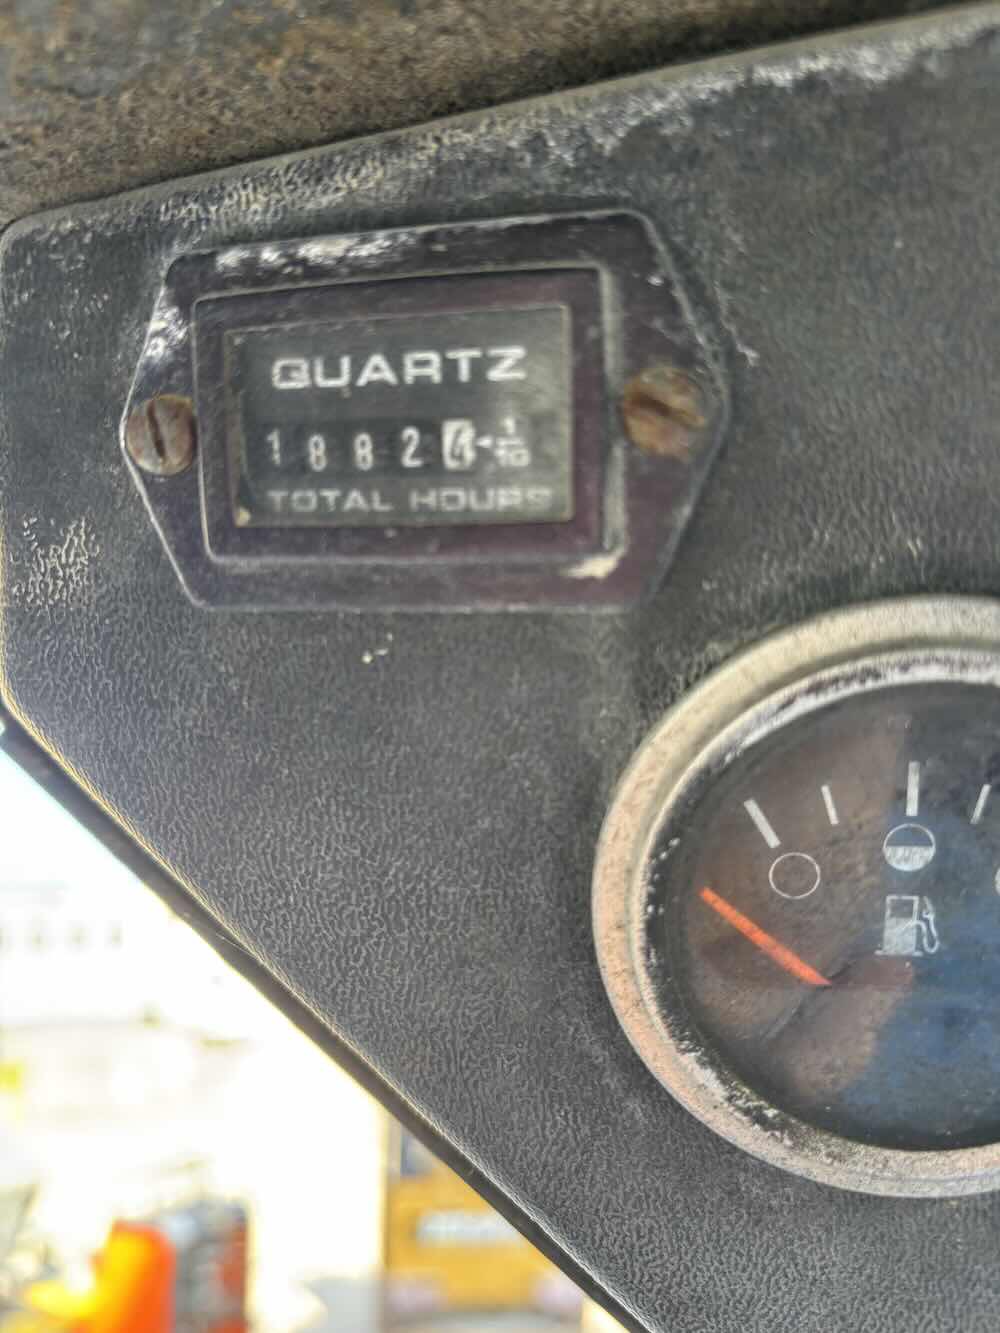 QUARTZ
1 8 8 2 4 1/10
TOTAL HOURS